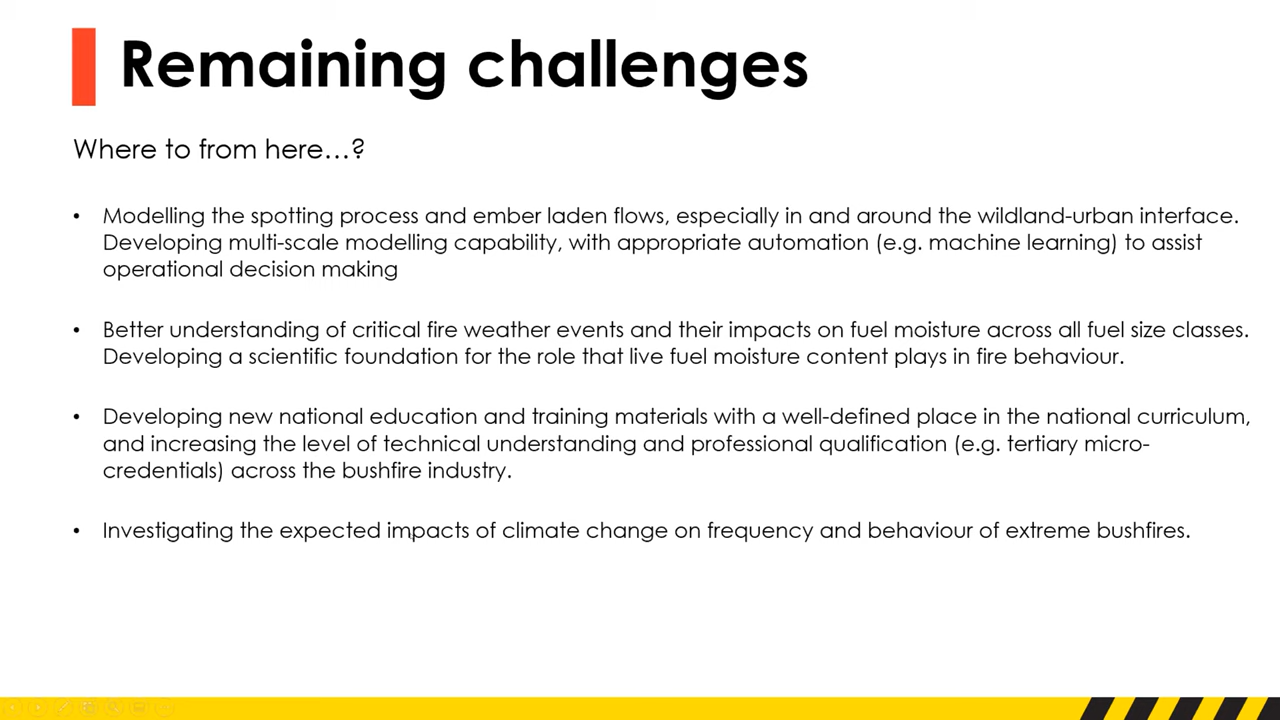 Remaining challenges
Where to from here…?
• Modelling the spotting process and ember laden flows, especially in and around the wildland-urban interface.
Developing multi-scale modelling capability, with appropriate automation (e.g. machine learning) to assist
operational decision making
• Better understanding of critical fire weather events and their impacts on fuel moisture across all fuel size classes.
Developing a scientific foundation for the role that live fuel moisture content plays in fire behaviour.
• Developing new national education and training materials with a well-defined place in the national curriculum,
and increasing the level of technical understanding and professional qualification (e.g. tertiary micro-
credentials) across the bushfire industry.
• Investigating the expected impacts of climate change on frequency and behaviour of extreme bushfires.